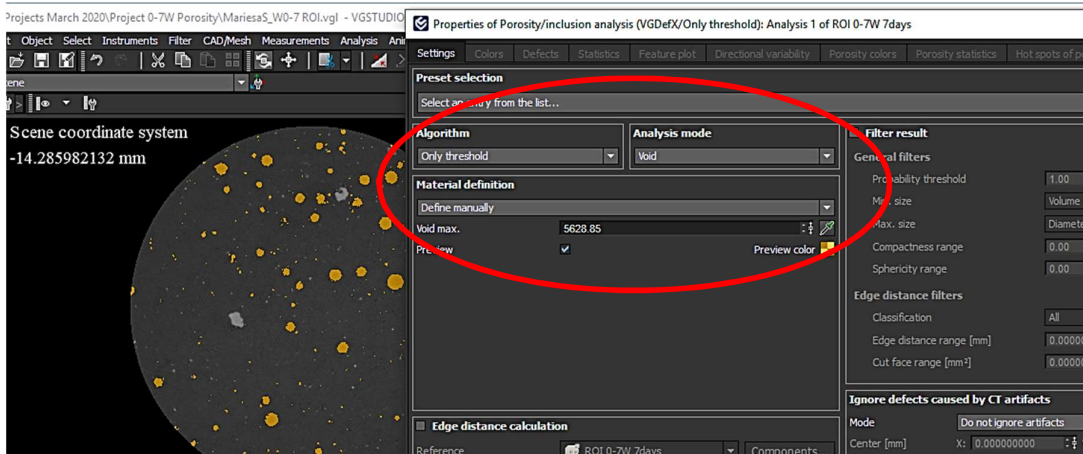 Projects March 2020\Project 0-7W Porosity\MariesaS_W0-7 ROI.vgl - VGSTUDIO
Object Select Instruments Filter CAD/Mesh Measurements Analysis
Scene coordinate system
-14.285982132 mm
Properties of Porosity/inclusion analysis (VGDefX/Only threshold): Analysis 1 of ROI 0-7W 7days
Settings Colors Defects Statistics Feature plot Directional variability Porosity colors Porosity statistics Hot spots of
Preset selection
Select an entry from the list...
Algorithm
Only threshold
Analysis mode
Void
Material definition
Define manually
Void max. 5628.85
Preview Preview color
Filter result
General filters
Probability threshold 1.00
Min. size Volume
Max. size
Compactness range 0.00
Sphericity range 0.00
Edge distance filters
Classification All
Edge distance range [mm] 0.0000
Cut face range [mm²] 0.0000
Edge distance calculation
Reference ROI 0-7W 7days Components
Ignore defects caused by CT artifacts
Mode Do not ignore artifacts
Center [mm] X: 0.000000000